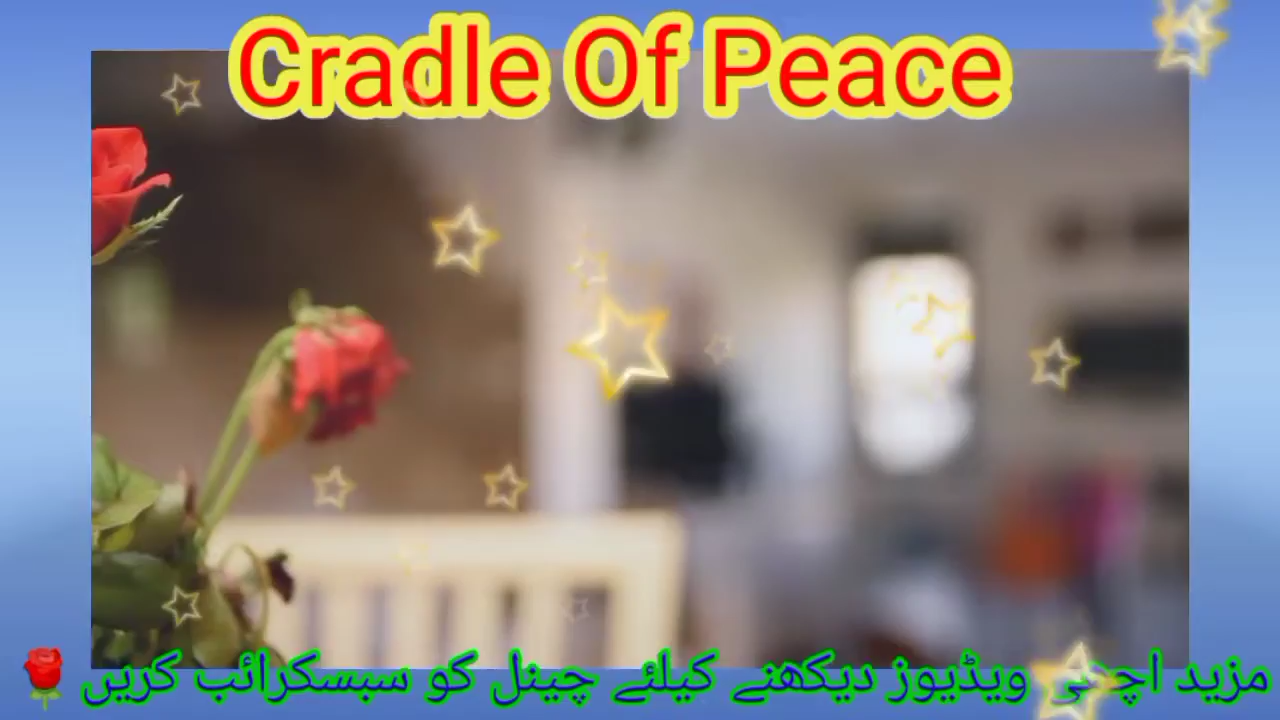 Cradle Of Peace
مزید اچھی ویڈیوز دیکھنے کیلئے چینل کو سبسکرائب کریں 🌹